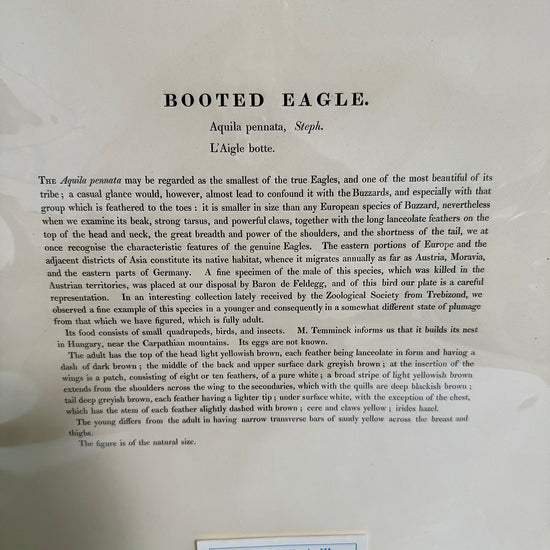 BOOTED EAGLE.
Aquila pennata, Steph.
L'Aigle botte.
The Aquila pennata may be regarded as the smallest of the true Eagles, and one of the most beautiful of its
tribe ; a casual glance would, however, almost lead to confound it with the Buzzards, and especially with that
group which is feathered to the toes : it is smaller in size than any European species of Buzzard, nevertheless
when we examine its beak, strong tarsus, and powerful claws, together with the long lanceolate feathers on the
top of the head and neck, the great breadth and power of the shoulders, and the shortness of the tail, we at
once recognise the characteristic features of the genuine Eagles. The eastern portions of Europe and the
adjacent districts of Asia constitute its native habitat, whence it migrates annually as far as Austria, Moravia,
and the eastern parts of Germany. A fine specimen of the male of this species, which was killed in the
Austrian territories, was placed at our disposal by Baron de Feldegg, and of this bird our plate is a careful
representation. In an interesting collection lately received by the Zoological Society from Trebizond, we
observed a fine example of this species in a younger and consequently in a somewhat different state of plumage
from that which we have figured, which is fully adult.
Its food consists of small quadrupeds, birds, and insects. M. Temminck informs us that it builds its nest
in Hungary, near the Carpathian mountains. Its eggs are not known.
The adult has the top of the head light yellowish brown, each feather being lanceolate in form and having a
dash of dark brown ; the middle of the back and upper surface dark greyish brown ; at the insertion of the
wings is a patch, consisting of eight or ten feathers, of a pure white ; a broad stripe of light yellowish brown
extends from the shoulders across the wing to the secondaries, which with the quills are deep blackish brown ;
tail deep greyish brown, each feather having a lighter tip ; under surface white, with the exception of the chest,
which has the stem of each feather slightly dashed with brown ; cere and claws yellow ; irides hazel.
The young differs from the adult in having narrow transverse bars of sandy yellow across the breast and
thighs.
The figure is of the natural size.